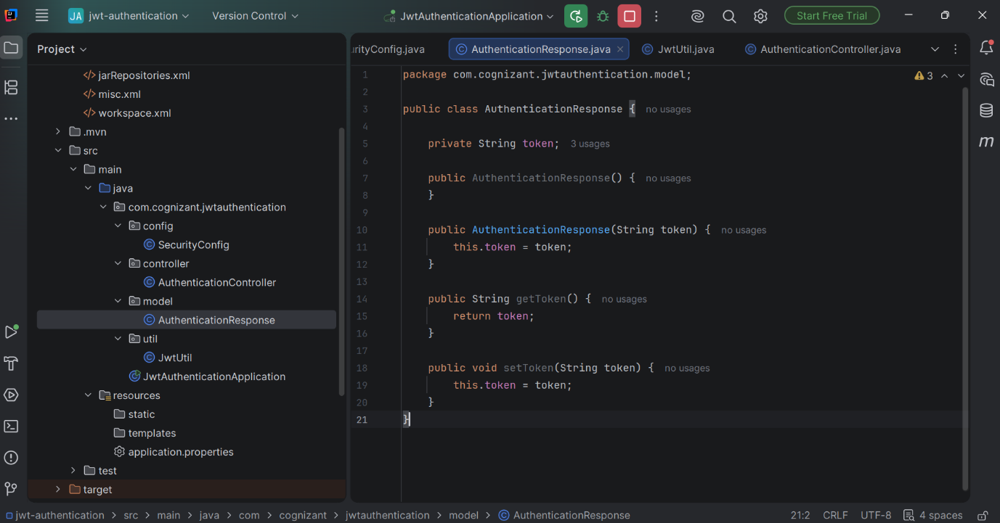 JA jwt-authentication Version Control JwtAuthenticationApplication Start Free Trial
Project
jarRepositories.xml
misc.xml
workspace.xml
.mvn
src
main
java
com.cognizant.jwtauthentication
config
SecurityConfig
controller
AuthenticationController
model
AuthenticationResponse
util
JwtUtil
JwtAuthenticationApplication
resources
static
templates
application.properties
test
target
urityConfig.java AuthenticationResponse.java JwtUtil.java AuthenticationController.java
1 package com.cognizant.jwtauthentication.model; 3
2
3 public class AuthenticationResponse { no usages
4
5 private String token; 3 usages
6
7 public AuthenticationResponse() { no usages
8 }
9
10 public AuthenticationResponse(String token) { no usages
11 this.token = token;
12 }
13
14 public String getToken() { no usages
15 return token;
16 }
17
18 public void setToken(String token) { no usages
19 this.token = token;
20 }
21 }
m
jwt-authentication > src > main > java > com > cognizant > jwtauthentication > model > AuthenticationResponse 21:2 CRLF UTF-8 4 spaces